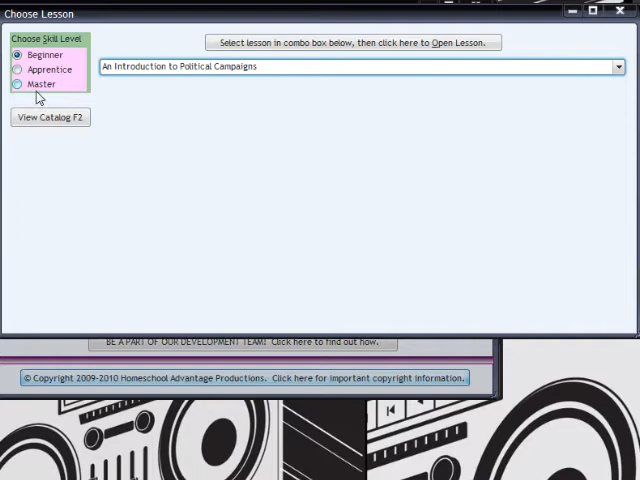 Choose Lesson
Choose Skill Level
Beginner
Apprentice
Master
View Catalog F2
Select lesson in combo box below, then click here to Open Lesson.
An Introduction to Political Campaigns
BE A PART OF OUR DEVELOPMENT TEAM! Click here to find out how.
© Copyright 2009-2010 Homeschool Advantage Productions. Click here for important copyright information.